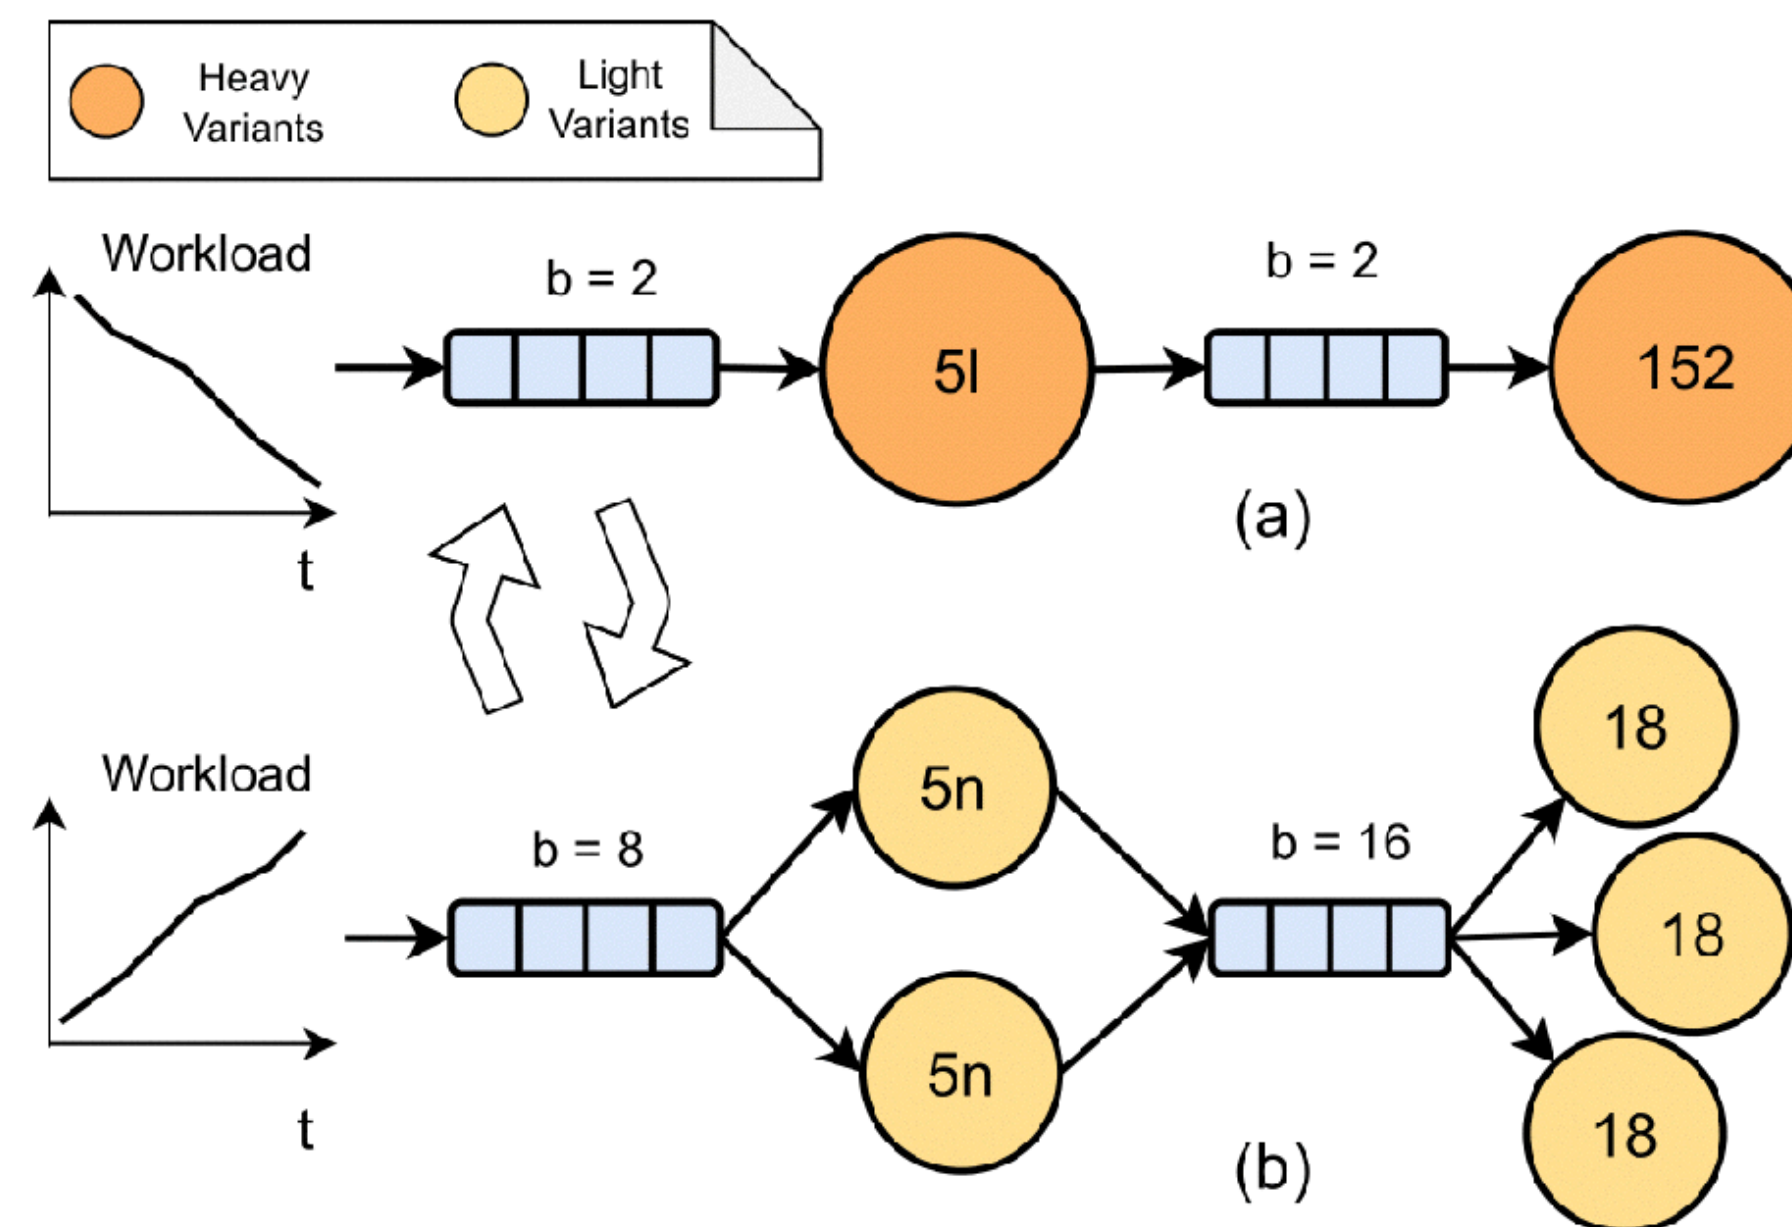 Heavy
Variants
Light
Variants
Workload
b = 2
b = 2
5l
152
(a)
t
Workload
b = 8
5n
5n
b = 16
18
18
18
t
(b)